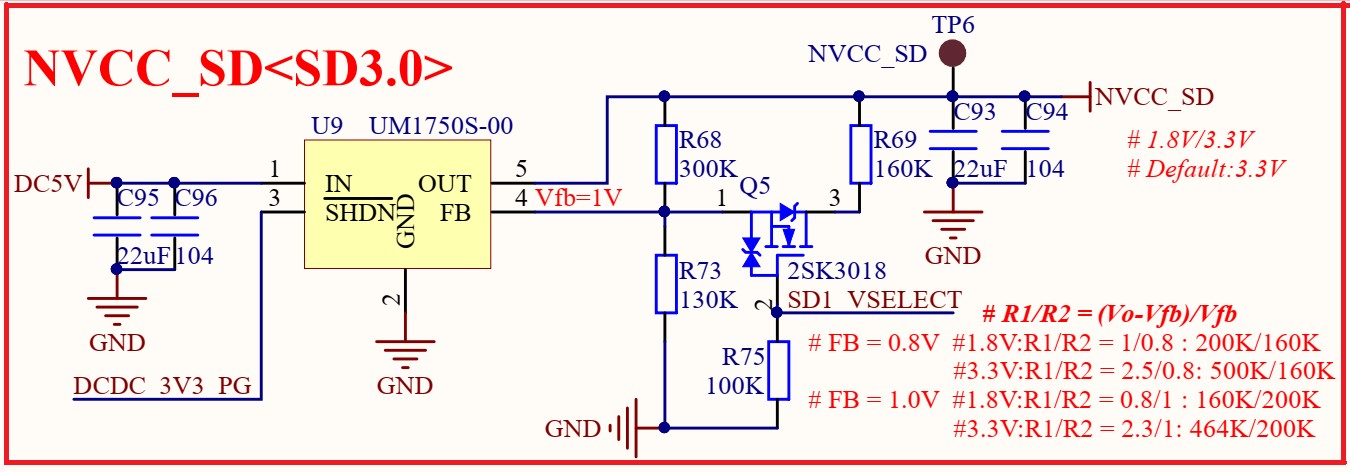 TP6
NVCC_SD
NVCC_SD<SD3.0>
NVCC_SD
U9 UM1750S-00
C93 C94
R68
300K
R69
160K
22uF 104
# 1.8V/3.3V
# Default:3.3V
DC5V
1
3
IN
SHDN
GND
OUT
FB
5
4
Vfb=1V
Q5
1
3
C95 C96
22uF 104
GND
2
R73
130K
2SK3018
2
SD1_VSELECT
GND
GND
DCDC_3V3_PG
GND
R75
100K
GND
# R1/R2 = (Vo-Vfb)/Vfb
# FB = 0.8V #1.8V:R1/R2 = 1/0.8 : 200K/160K
#3.3V:R1/R2 = 2.5/0.8: 500K/160K
# FB = 1.0V #1.8V:R1/R2 = 0.8/1 : 160K/200K
#3.3V:R1/R2 = 2.3/1: 464K/200K